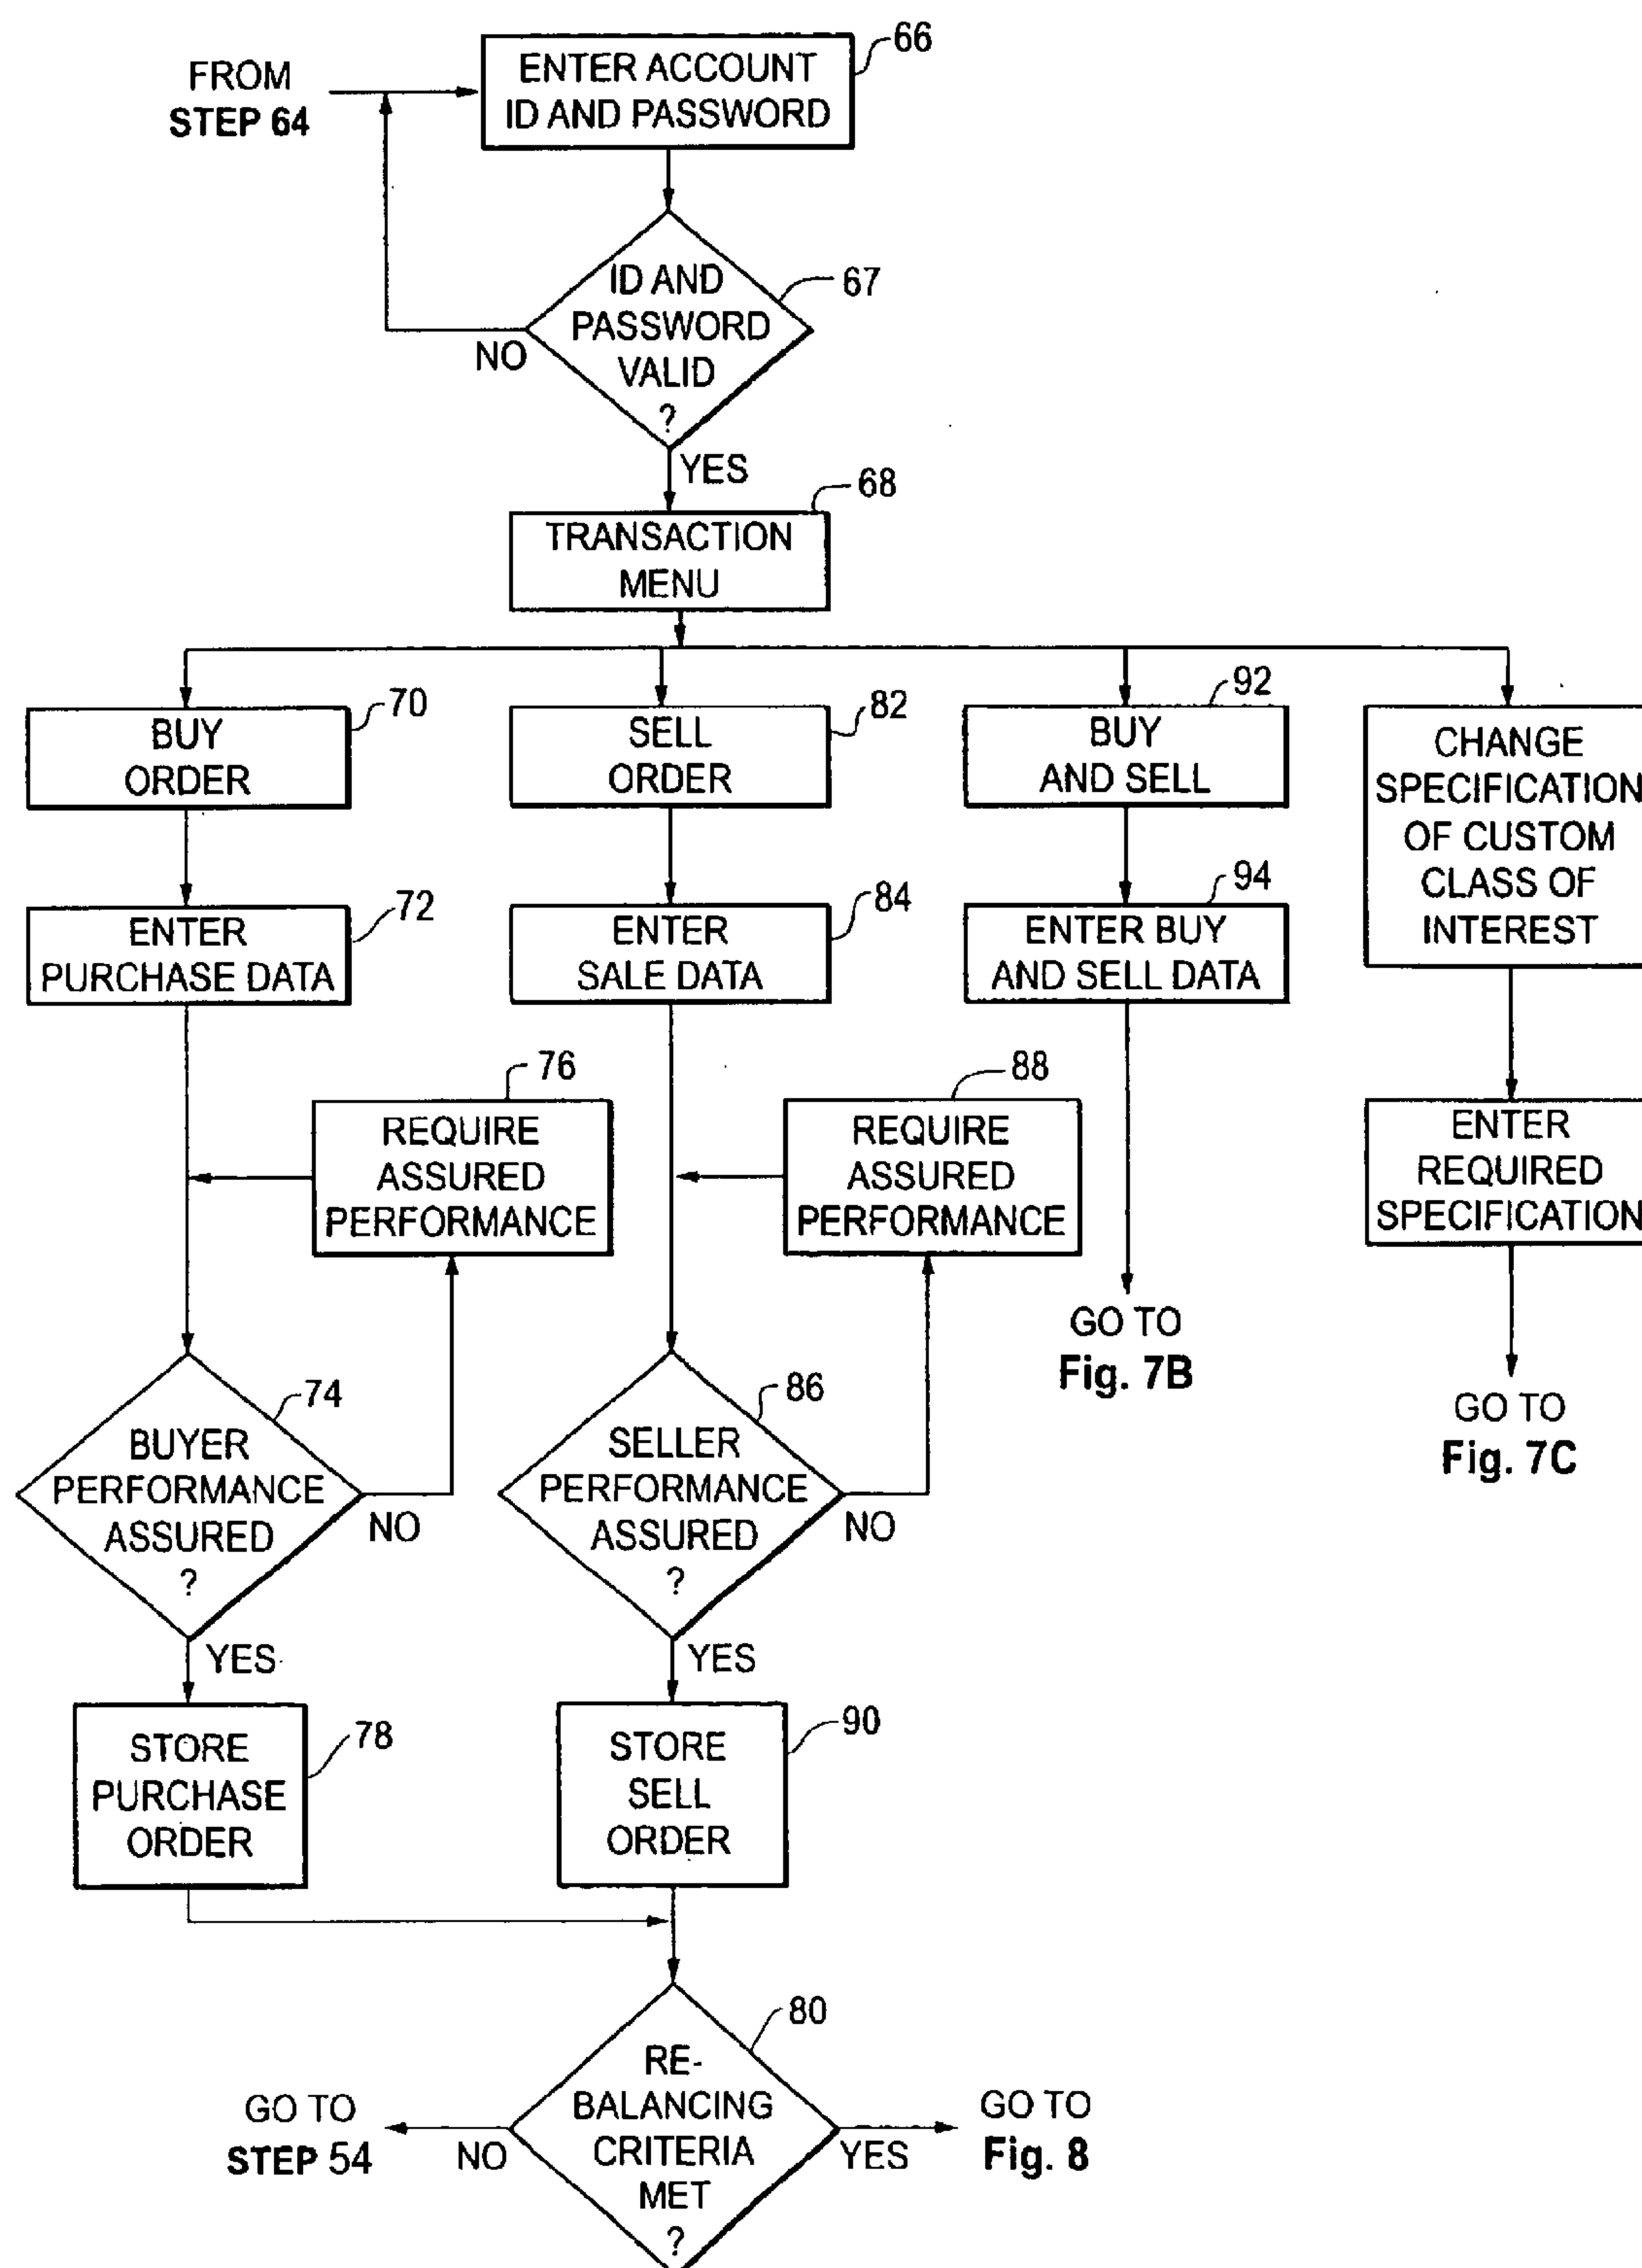 66
FROM
STEP 64
ENTER ACCOUNT
ID AND PASSWORD
67
ID AND
PASSWORD
VALID
?
NO
YES
68
TRANSACTION
MENU
70
BUY
ORDER
82
SELL
ORDER
92
BUY
AND SELL
CHANGE
SPECIFICATION
OF CUSTOM
CLASS OF
INTEREST
72
ENTER
PURCHASE DATA
84
ENTER
SALE DATA
94
ENTER BUY
AND SELL DATA
76
REQUIRE
ASSURED
PERFORMANCE
88
REQUIRE
ASSURED
PERFORMANCE
ENTER
REQUIRED
SPECIFICATION
GO TO
Fig. 7B
GO TO
Fig. 7C
74
BUYER
PERFORMANCE
ASSURED
?
NO
YES
86
SELLER
PERFORMANCE
ASSURED
?
NO
YES
78
STORE
PURCHASE
ORDER
90
STORE
SELL
ORDER
80
RE-
BALANCING
CRITERIA
MET
?
GO TO
STEP 54
NO
YES
GO TO
Fig. 8